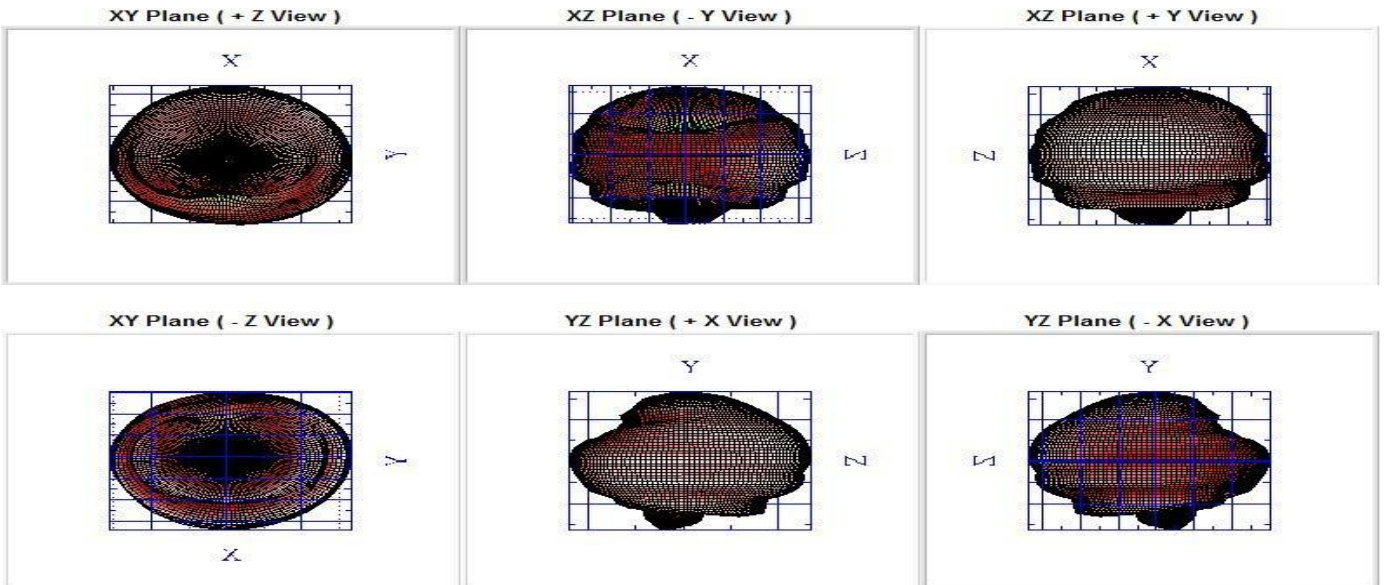 XY Plane ( + Z View )
XZ Plane ( - Y View )
XZ Plane ( + Y View )
X
X
X
Y
Z
Z
XY Plane ( - Z View )
YZ Plane ( + X View )
YZ Plane ( - X View )
Y
Y
Y
Z
Z
X